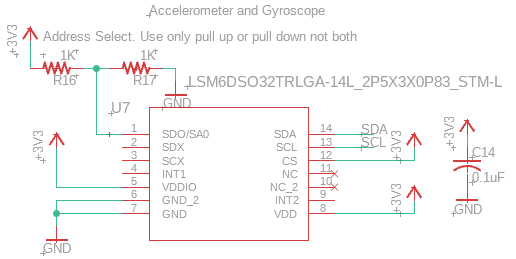 Accelerometer and Gyroscope
Address Select. Use only pull up or pull down not both
+3V3
1K
1K
R16
R17
GND
LSM6DSO32TRLGA-14L_2P5X3X0P83_STM-L
U7
1 SDO/SA0
2 SDX
3 SCX
4 INT1
5 VDDIO
6 GND_2
7 GND
SDA 14 SDA
SCL 13 SCL
CS 12
NC 11
NC_2 10
INT2 9
VDD 8
+3V3
+3V3
+3V3
+3V3
C14
0.1uF
GND
GND